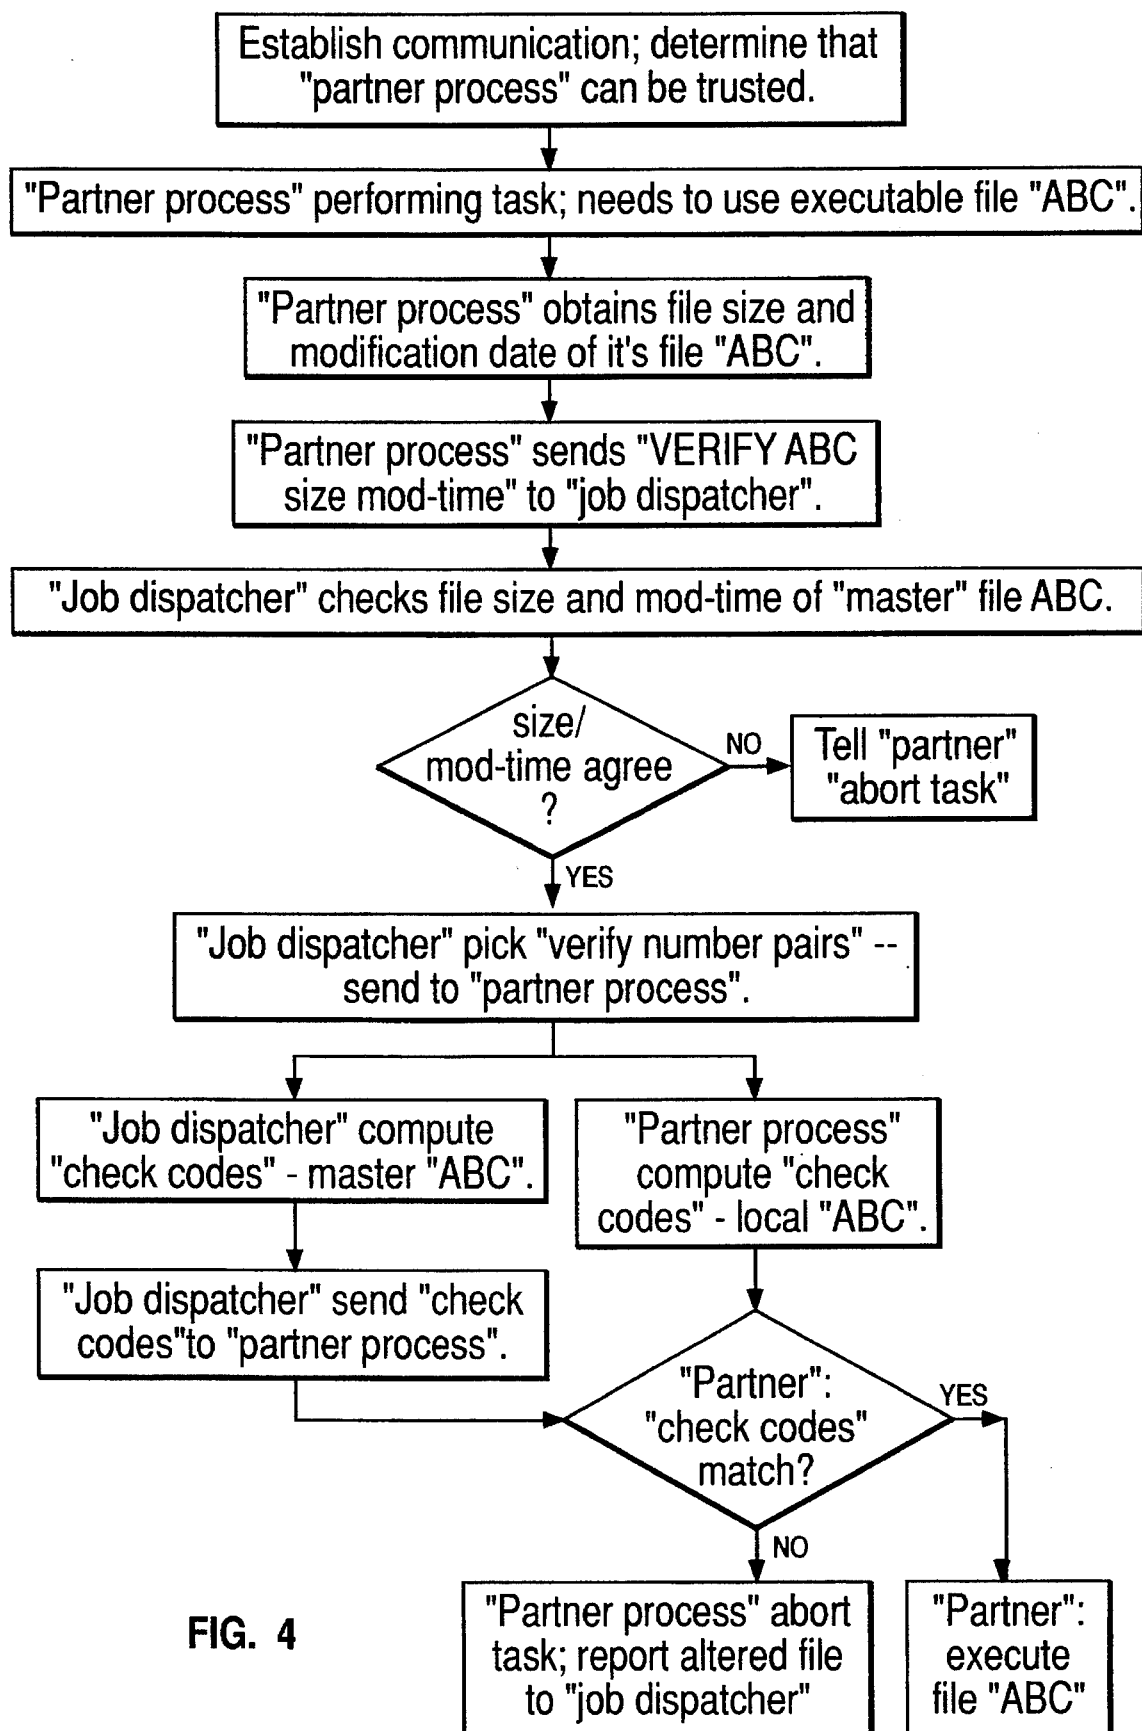 Establish communication; determine that
"partner process" can be trusted.
"Partner process" performing task; needs to use executable file "ABC".
"Partner process" obtains file size and
modification date of it's file "ABC".
"Partner process" sends "VERIFY ABC
size mod-time" to "job dispatcher".
"Job dispatcher" checks file size and mod-time of "master" file ABC.
size/
mod-time agree
?
NO
Tell "partner"
"abort task"
YES
"Job dispatcher" pick "verify number pairs" --
send to "partner process".
"Job dispatcher" compute
"check codes" - master "ABC".
"Partner process"
compute "check
codes" - local "ABC".
"Job dispatcher" send "check
codes"to "partner process".
"Partner":
"check codes"
match?
YES
NO
"Partner process" abort
task; report altered file
to "job dispatcher"
"Partner":
execute
file "ABC"
FIG. 4